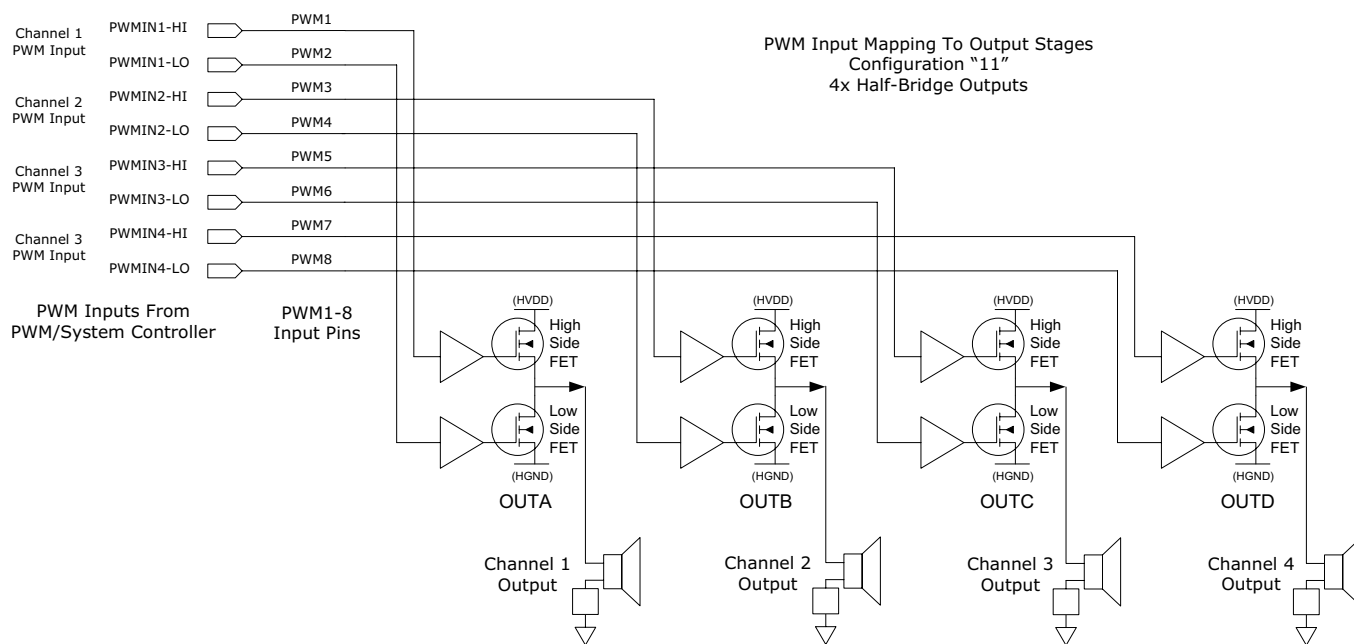 Channel 1
PWM Input
PWMIN1-HI
PWM1
PWMIN1-LO
PWM2
Channel 2
PWM Input
PWMIN2-HI
PWM3
PWMIN2-LO
PWM4
Channel 3
PWM Input
PWMIN3-HI
PWM5
PWMIN3-LO
PWM6
Channel 3
PWM Input
PWMIN4-HI
PWM7
PWMIN4-LO
PWM8
PWM Input Mapping To Output Stages
Configuration “11”
4x Half-Bridge Outputs
PWM Inputs From
PWM/System Controller
PWM1-8
Input Pins
(HVDD)
High
Side
FET
Low
Side
FET
(HGND)
OUTA
(HVDD)
High
Side
FET
Low
Side
FET
(HGND)
OUTB
(HVDD)
High
Side
FET
Low
Side
FET
(HGND)
OUTC
(HVDD)
High
Side
FET
Low
Side
FET
(HGND)
OUTD
Channel 1
Output
Channel 2
Output
Channel 3
Output
Channel 4
Output